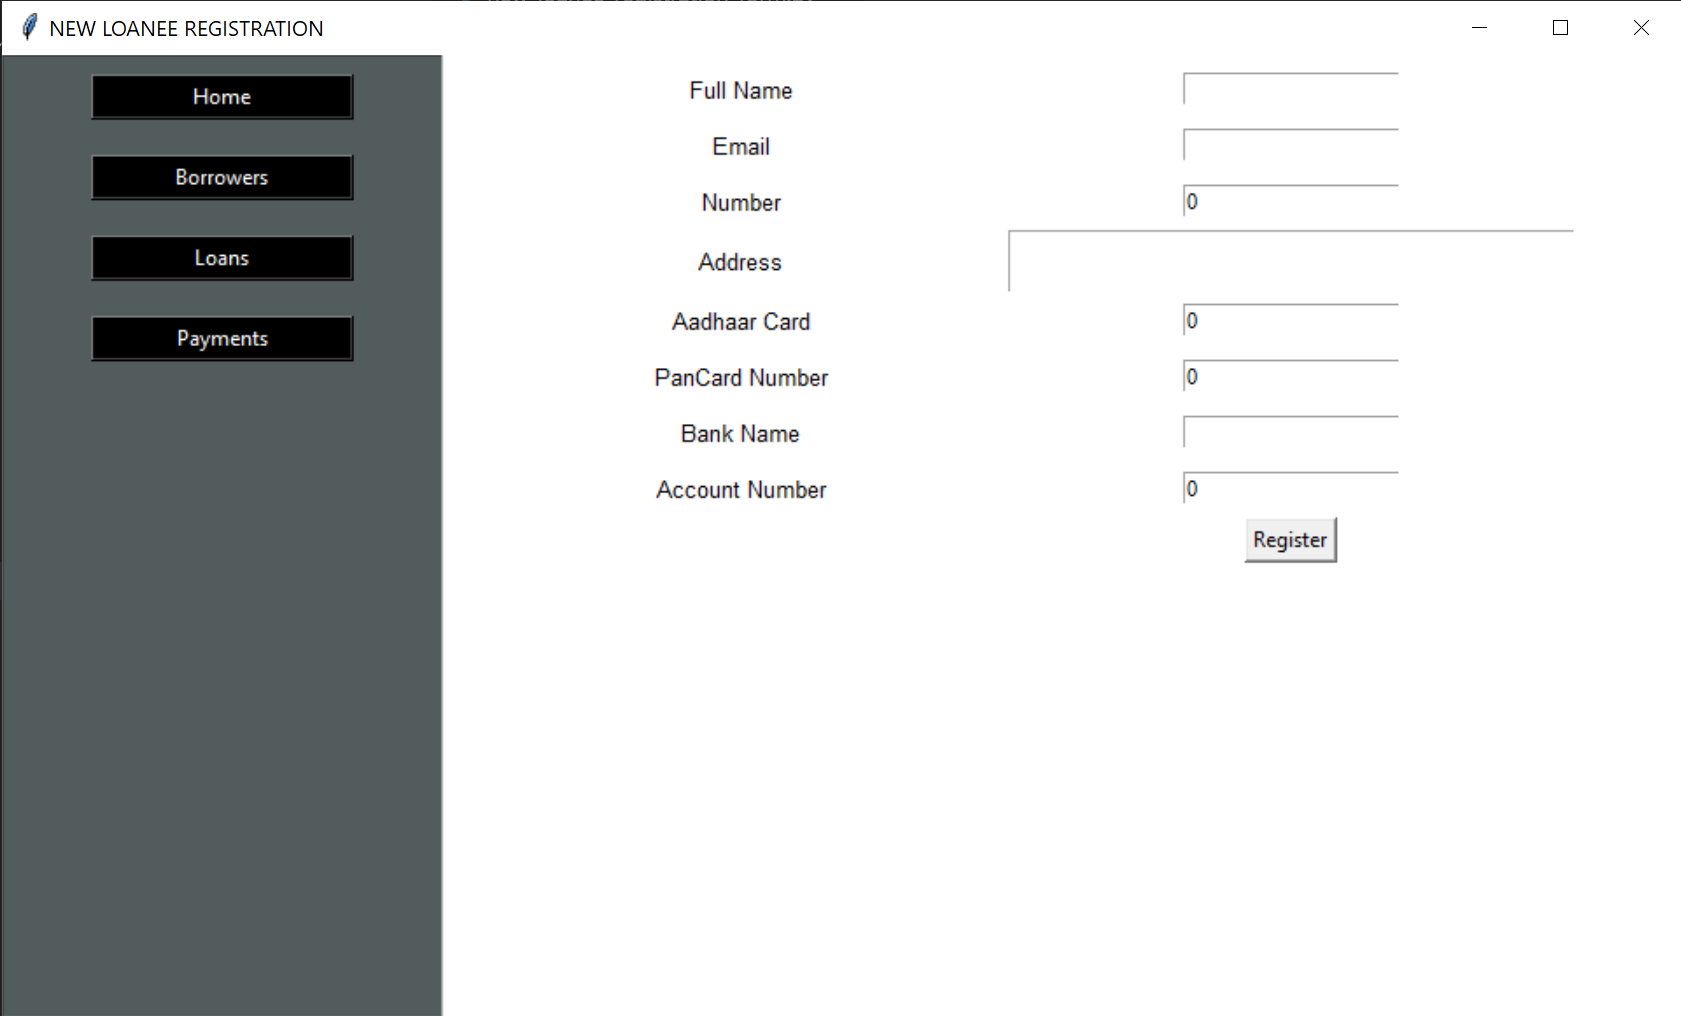 NEW LOANEE REGISTRATION
Home
Borrowers
Loans
Payments
Full Name
Email
Number 0
Address
Aadhaar Card 0
PanCard Number 0
Bank Name
Account Number 0
Register